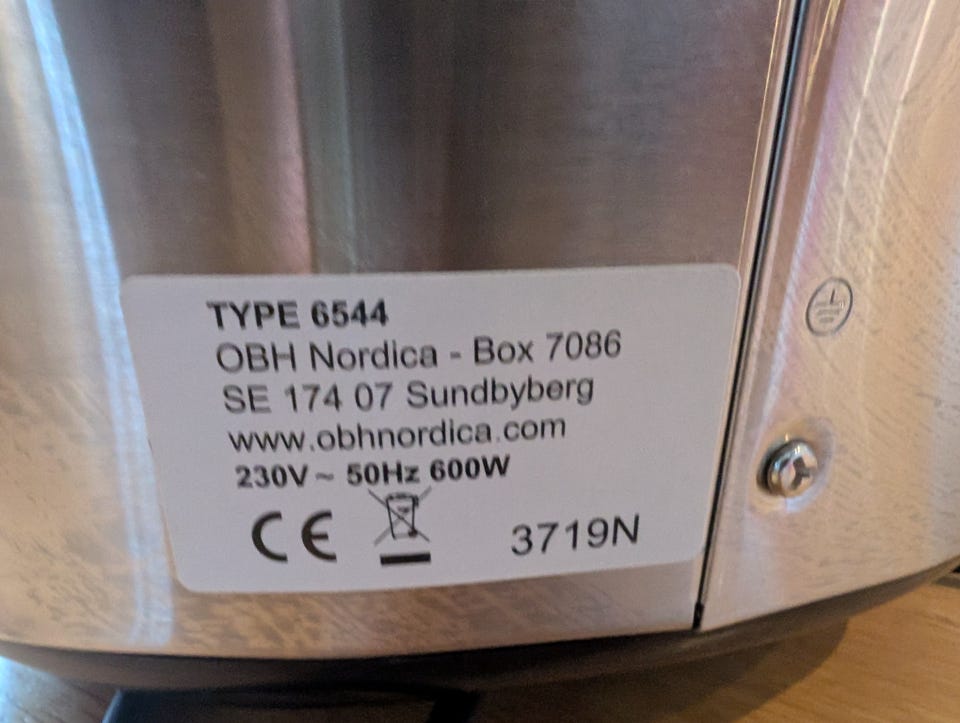 TYPE 6544
OBH Nordica - Box 7086
SE 174 07 Sundbyberg
www.obhnordica.com
230V ~ 50Hz 600W
CE
3719N